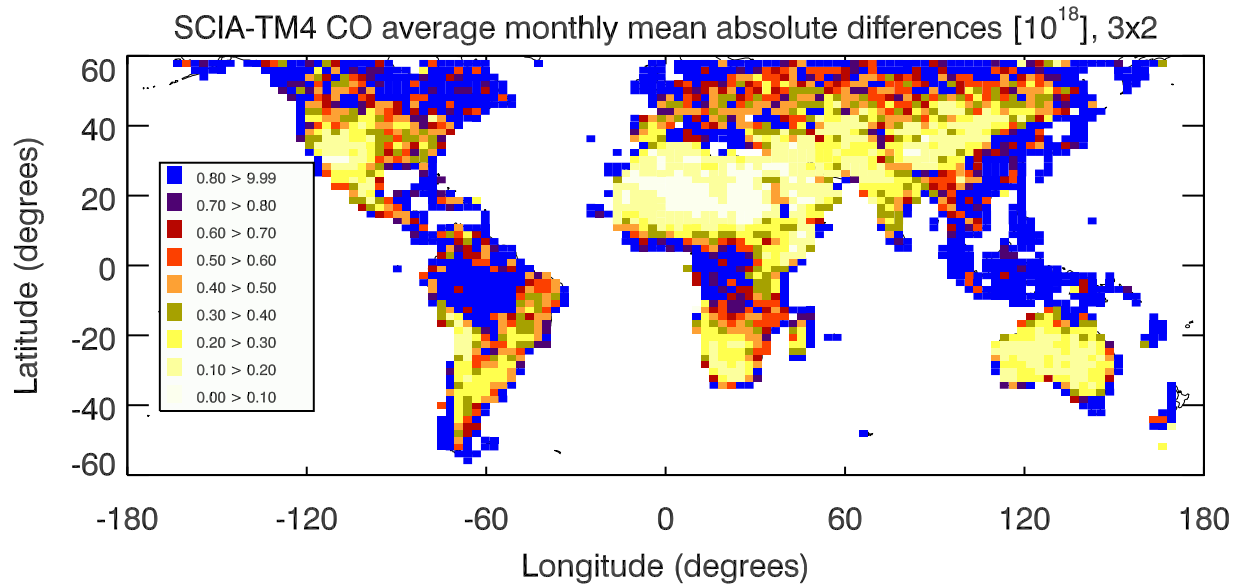 SCIA-TM4 CO average monthly mean absolute differences [10^18], 3x2
60
40
20
0
-20
-40
-60
Latitude (degrees)
0.80 > 9.99
0.70 > 0.80
0.60 > 0.70
0.50 > 0.60
0.40 > 0.50
0.30 > 0.40
0.20 > 0.30
0.10 > 0.20
0.00 > 0.10
-180 -120 -60 0 60 120 180
Longitude (degrees)